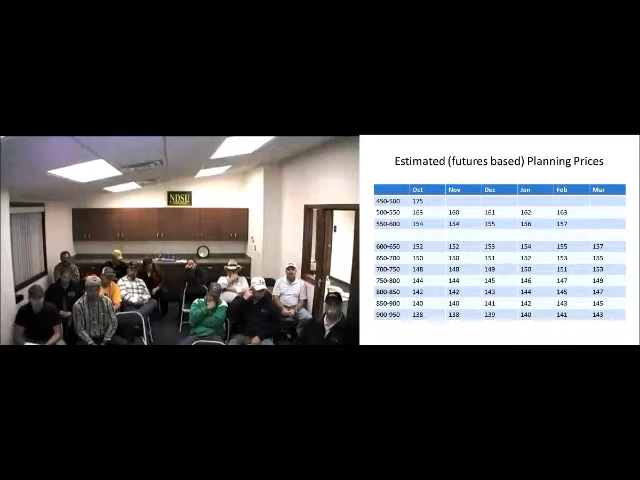 NDSU
Estimated (futures based) Planning Prices
Oct Nov Dec Jan Feb Mar
450-500 175
500-550 163 160 161 162 163
550-600 154 154 155 156 157
600-650 152 152 153 154 155 157
650-700 150 150 151 152 153 155
700-750 148 148 149 150 151 153
750-800 144 144 145 146 147 149
800-850 142 142 143 144 145 147
850-900 140 140 141 142 143 145
900-950 138 138 139 140 141 143